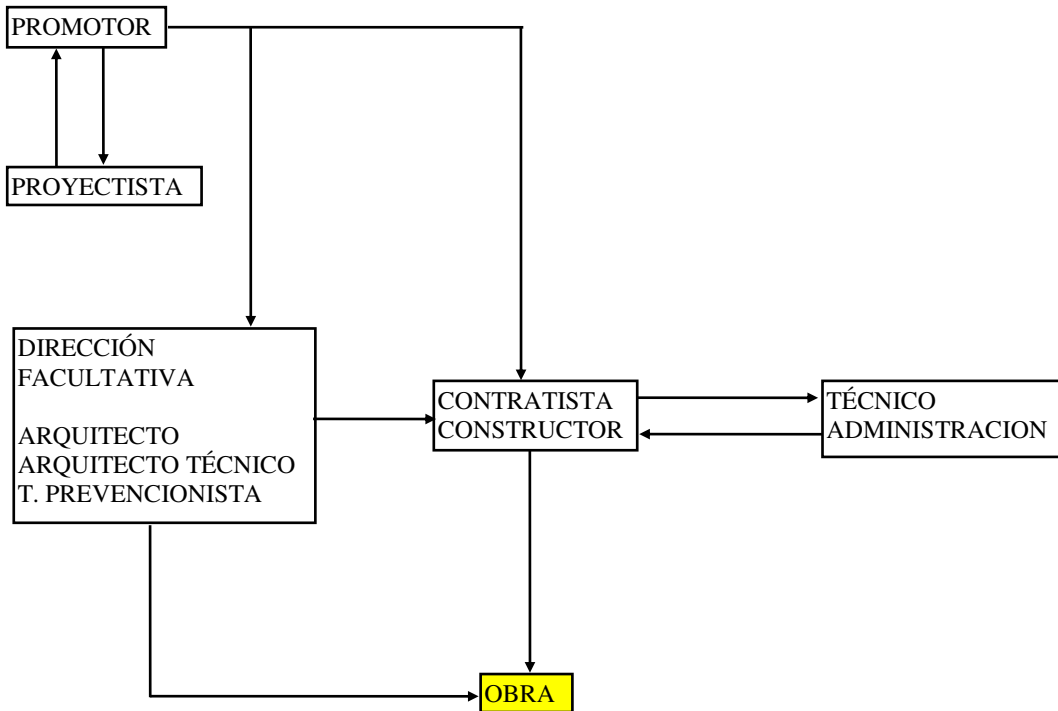 PROMOTOR
PROYECTISTA
DIRECCIÓN
FACULTATIVA
ARQUITECTO
ARQUITECTO TÉCNICO
T. PREVENCIONISTA
CONTRATISTA
CONSTRUCTOR
TÉCNICO
ADMINISTRACION
OBRA